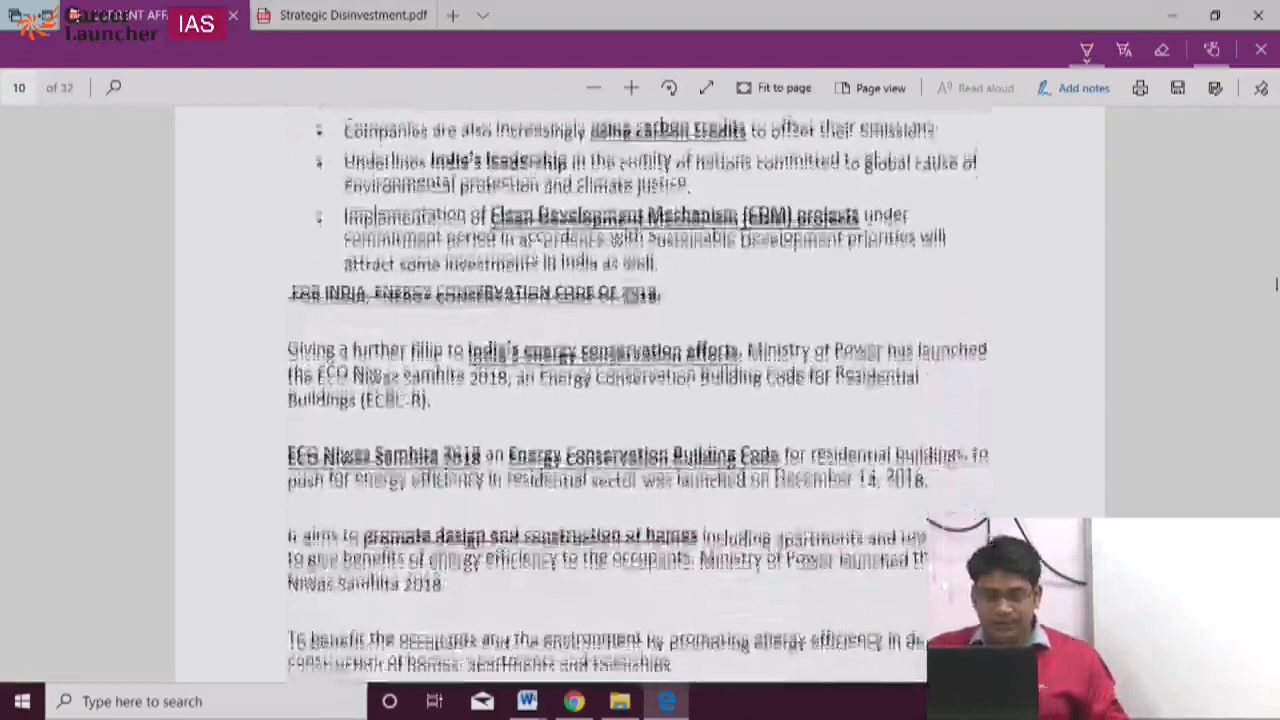 CURRENT AFF
Strategic Disinvestment.pdf
Career
Launcher
IAS
10 of 32
Fit to page
Page view
Read aloud
Add notes
Companies are also increasingly using carbon credits to offset their emissions
Underlines India's leadership in the comity of nations committed to global cause of
Environmental protection and climate justice.
Implementation of Clean Development Mechanism (CDM) projects under
commitment period in accordance with Sustainable Development priorities will
attract some investments in India as well.
FOR INDIA, ENERGY CONSERVATION CODE OF 2018
Giving a further fillip to India's energy conservation efforts, Ministry of Power has launched
the ECO Niwas Samhita 2018, an Energy Conservation Building Code for Residential
Buildings (ECBC-R).
ECO Niwas Samhita 2018 an Energy Conservation Building Code for residential buildings, to
push for energy efficiency in residential sector was launched on December 14, 2018.
It aims to promote design and construction of homes including apartments and
to give benefits of energy efficiency to the occupants. Ministry of Power launched
Niwas Samhita 2018
To benefit the occupants and the environment by promoting energy efficiency in
construction of homes, apartments and townships.
Type here to search